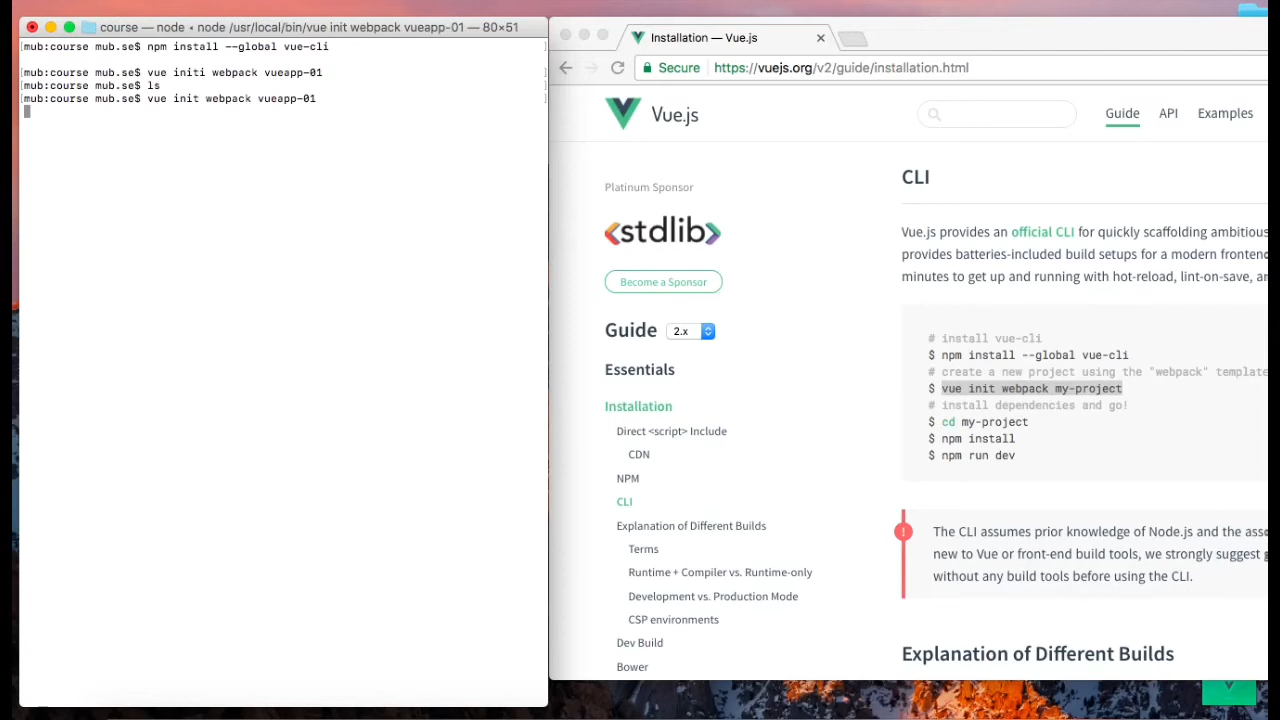 course — node ◂ node /usr/local/bin/vue init webpack vueapp-01 — 80×51
[mub:course mub.se$ npm install --global vue-cli ]
[mub:course mub.se$ vue initi webpack vueapp-01 ]
[mub:course mub.se$ ls ]
[mub:course mub.se$ vue init webpack vueapp-01 ]
Installation — Vue.js
Secure https://vuejs.org/v2/guide/installation.html
Vue.js
Guide API Examples
Platinum Sponsor
<stdlib>
Become a Sponsor
Guide 2.x
Essentials
Installation
Direct <script> Include
CDN
NPM
CLI
Explanation of Different Builds
Terms
Runtime + Compiler vs. Runtime-only
Development vs. Production Mode
CSP environments
Dev Build
Bower
CLI
Vue.js provides an official CLI for quickly scaffolding ambitious
provides batteries-included build setups for a modern fronten
minutes to get up and running with hot-reload, lint-on-save, an
# install vue-cli
$ npm install --global vue-cli
# create a new project using the "webpack" template
$ vue init webpack my-project
# install dependencies and go!
$ cd my-project
$ npm install
$ npm run dev
!
The CLI assumes prior knowledge of Node.js and the asso
new to Vue or front-end build tools, we strongly suggest g
without any build tools before using the CLI.
Explanation of Different Builds